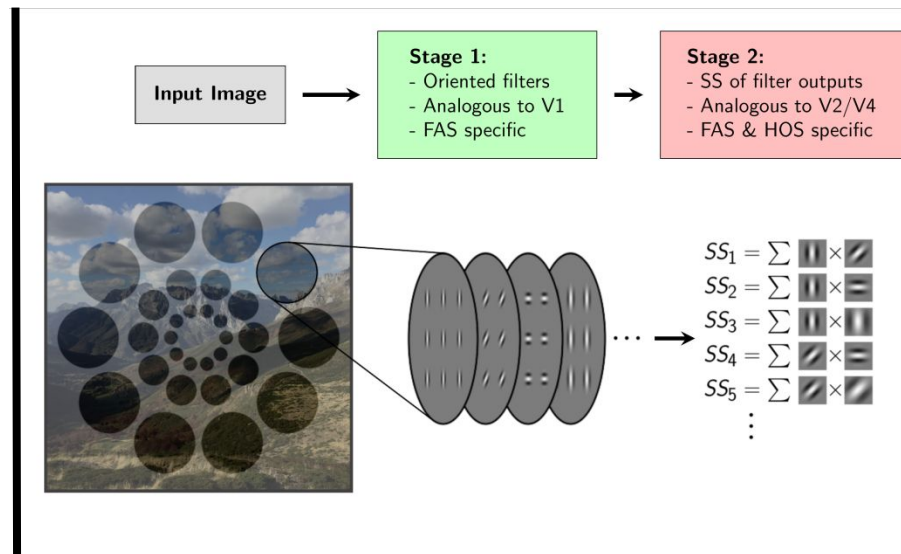 Input Image
Stage 1:
- Oriented filters
- Analogous to V1
- FAS specific
Stage 2:
- SS of filter outputs
- Analogous to V2/V4
- FAS & HOS specific
SS₁ = ∑ ×
SS₂ = ∑ ×
SS₃ = ∑ ×
SS₄ = ∑ ×
SS₅ = ∑ ×